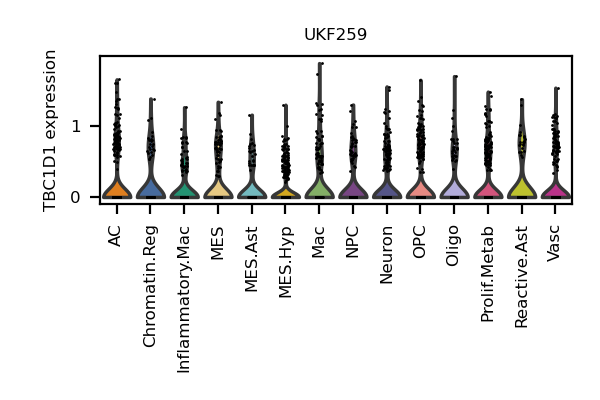 UKF259
TBC1D1 expression
1
0
AC
Chromatin.Reg
Inflammatory.Mac
MES
MES.Ast
MES.Hyp
Mac
NPC
Neuron
OPC
Oligo
Prolif.Metab
Reactive.Ast
Vasc